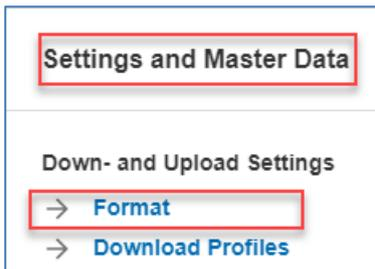 Settings and Master Data
Down- and Upload Settings
→ Format
→ Download Profiles